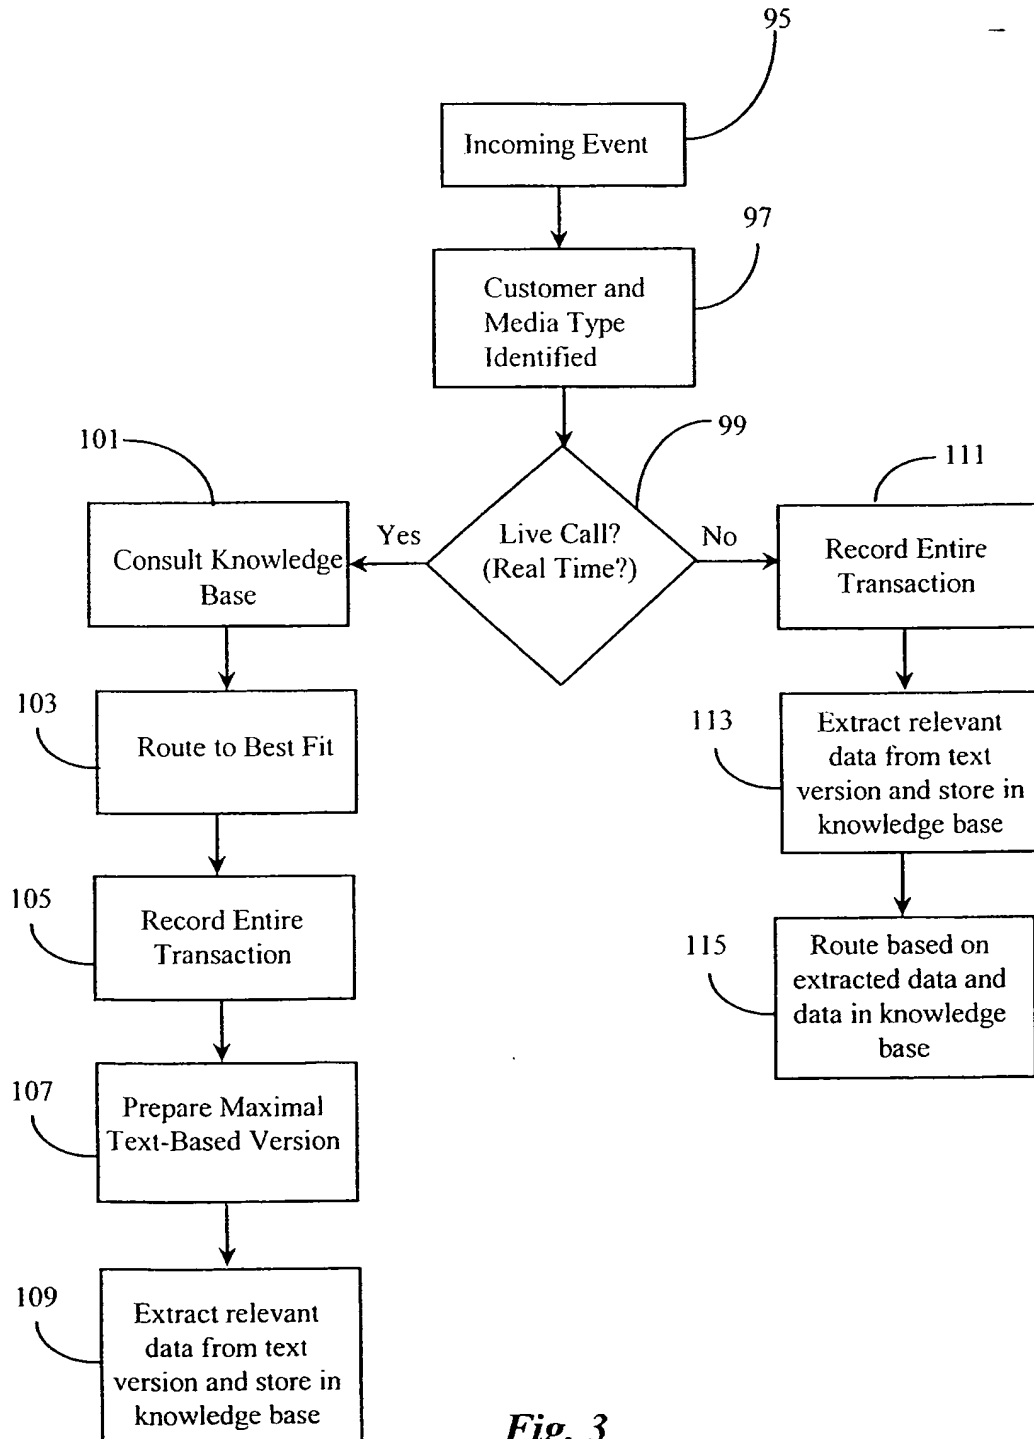 95
Incoming Event
97
Customer and
Media Type
Identified
99
101
111
Yes
Live Call?
(Real Time?)
No
Consult Knowledge
Base
Record Entire
Transaction
103
Route to Best Fit
113
Extract relevant
data from text
version and store in
knowledge base
105
Record Entire
Transaction
115
Route based on
extracted data and
data in knowledge
base
107
Prepare Maximal
Text-Based Version
109
Extract relevant
data from text
version and store in
knowledge base
Fig. 3